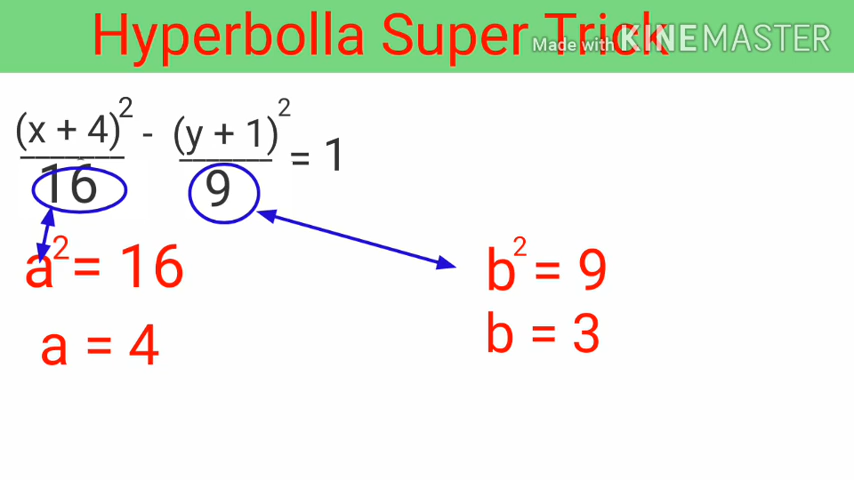 Hyperbolla Super Trick
Made with KINEMASTER
(x + 4)² - (y + 1)² = 1
16 9
a² = 16
b² = 9
a = 4
b = 3